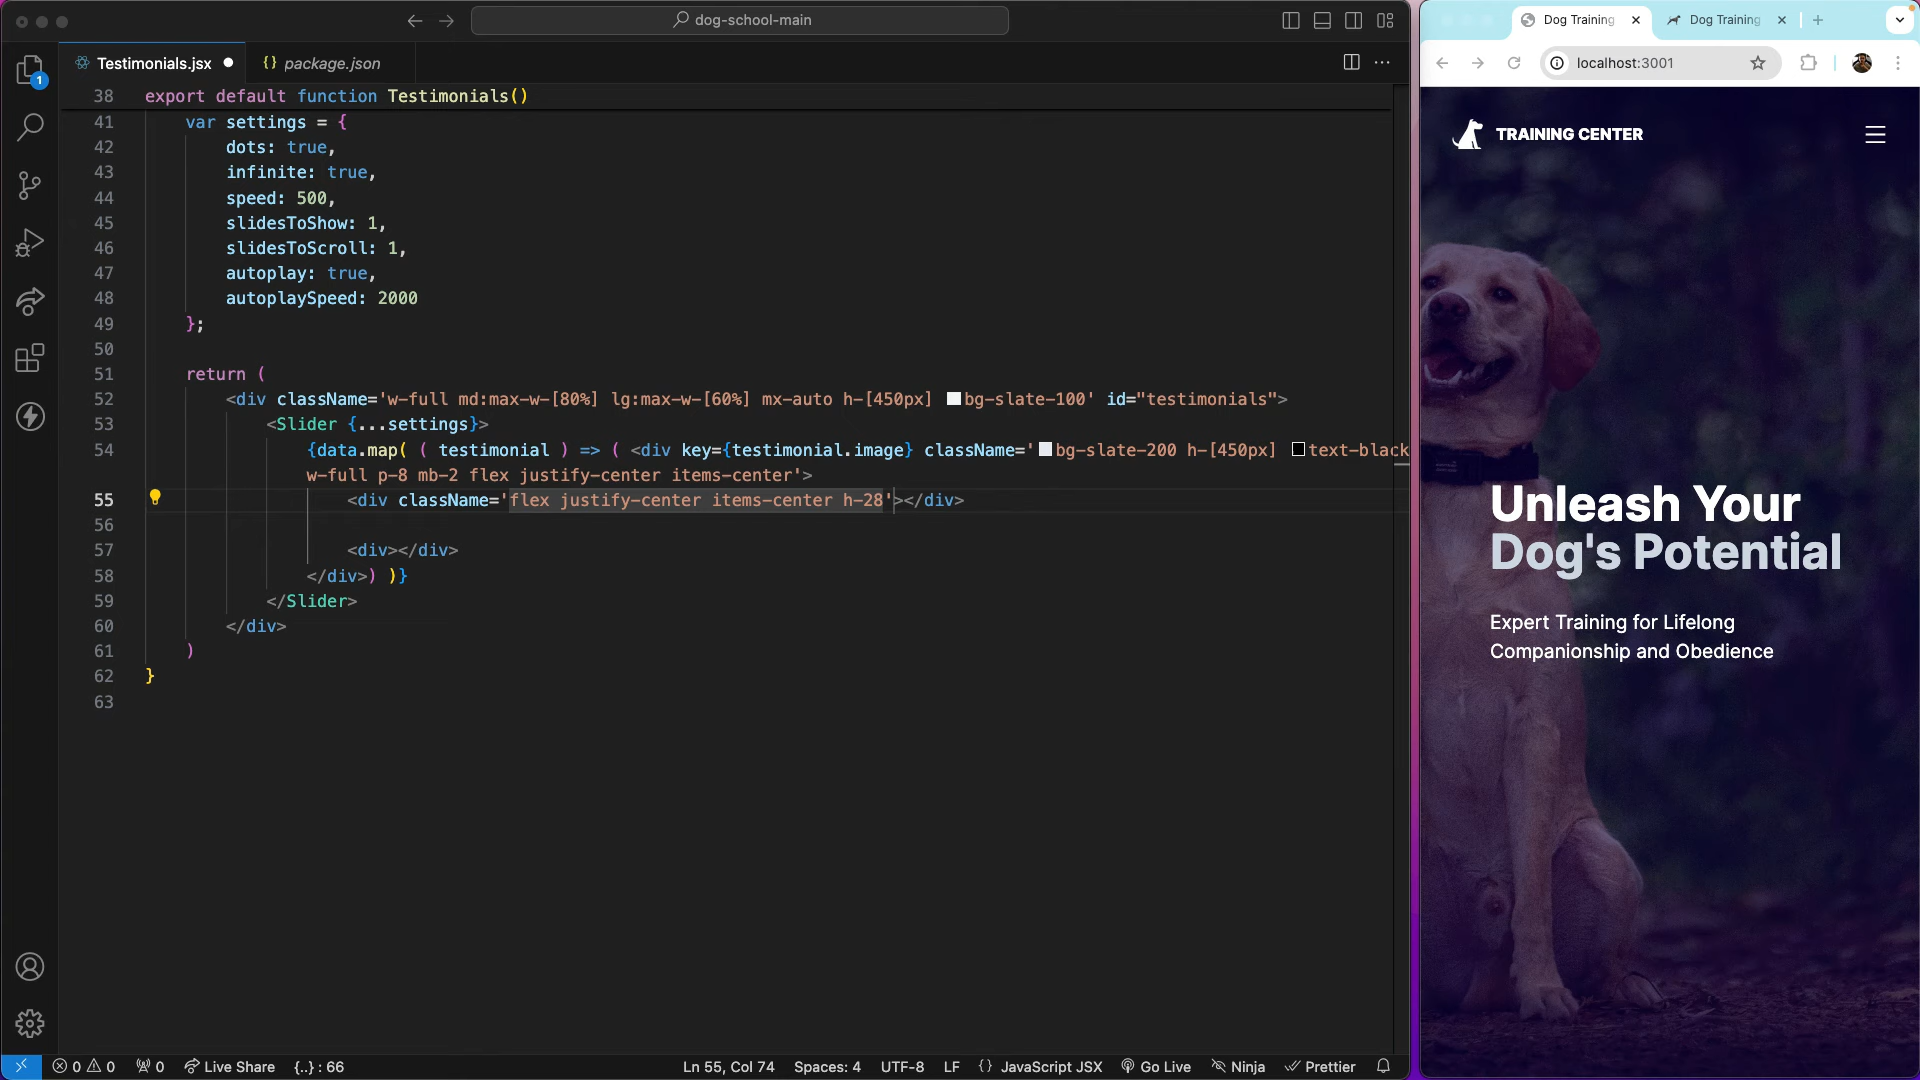 dog-school-main
Testimonials.jsx
{} package.json
38 export default function Testimonials()
41 var settings = {
42 dots: true,
43 infinite: true,
44 speed: 500,
45 slidesToShow: 1,
46 slidesToScroll: 1,
47 autoplay: true,
48 autoplaySpeed: 2000
49 };
50
51 return (
52 <div className='w-full md:max-w-[80%] lg:max-w-[60%] mx-auto h-[450px] bg-slate-100' id="testimonials">
53 <Slider {...settings}>
54 {data.map( ( testimonial ) => ( <div key={testimonial.image} className='bg-slate-200 h-[450px] text-black
w-full p-8 mb-2 flex justify-center items-center'>
55 <div className='flex justify-center items-center h-28'></div>
56
57 <div></div>
58 </div>) )}
59 </Slider>
60 </div>
61 )
62 }
63
1
0 0 0 Live Share {..} : 66 Ln 55, Col 74 Spaces: 4 UTF-8 LF {} JavaScript JSX Go Live Ninja Prettier
Dog Training Dog Training
localhost:3001
TRAINING CENTER
Unleash Your
Dog's Potential
Expert Training for Lifelong
Companionship and Obedience